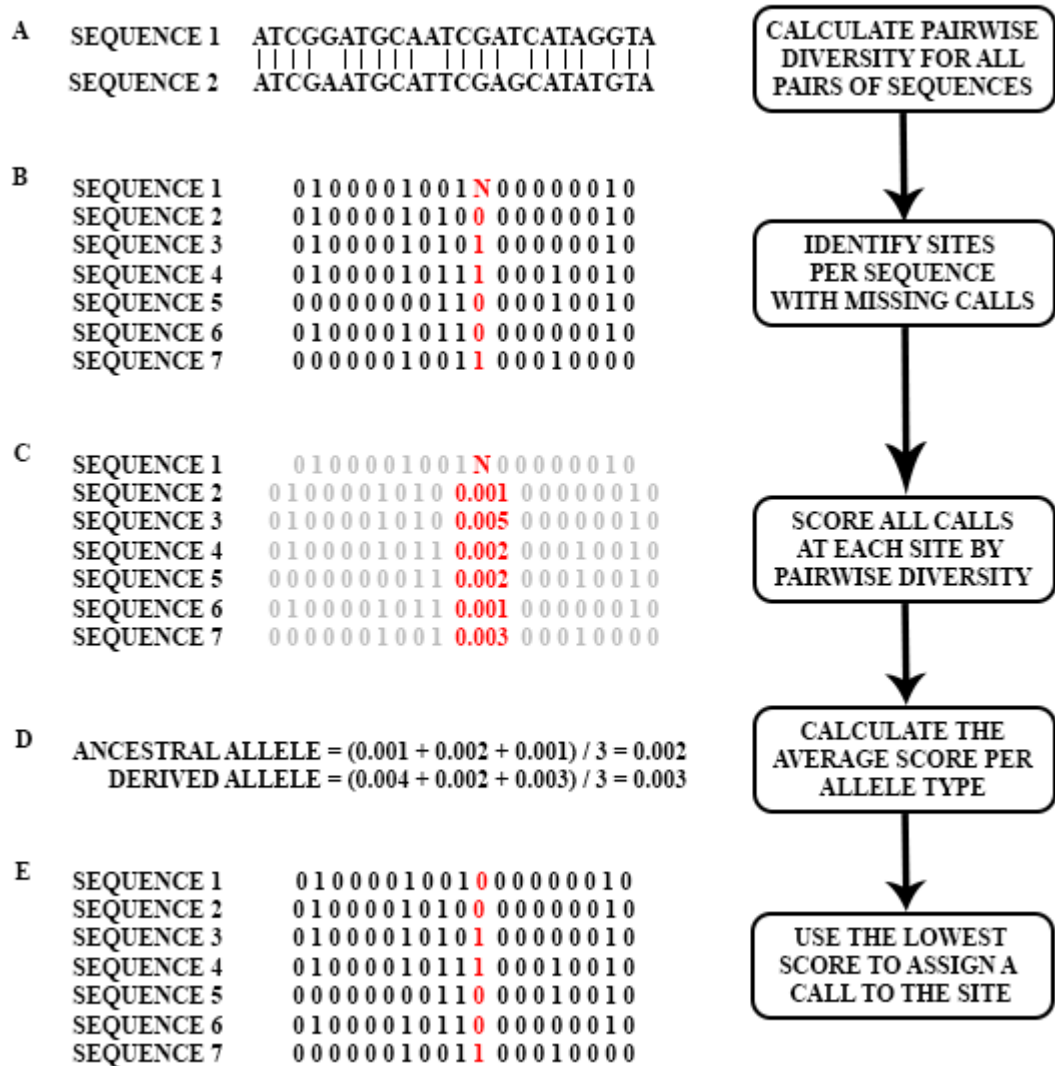 A SEQUENCE 1 ATCGGATGCAATCGATCATAGGTA
SEQUENCE 2 ATCGAATGCATTCGAGCATATGTA
CALCULATE PAIRWISE
DIVERSITY FOR ALL
PAIRS OF SEQUENCES
B
SEQUENCE 1 0 1 0 0 0 0 1 0 0 1 N 0 0 0 0 0 0 1 0
SEQUENCE 2 0 1 0 0 0 0 1 0 1 0 0 0 0 0 0 0 0 1 0
SEQUENCE 3 0 1 0 0 0 0 1 0 1 0 1 0 0 0 0 0 0 1 0
SEQUENCE 4 0 1 0 0 0 0 1 0 1 1 1 0 0 0 1 0 0 1 0
SEQUENCE 5 0 0 0 0 0 0 0 0 1 1 0 0 0 0 1 0 0 1 0
SEQUENCE 6 0 1 0 0 0 0 1 0 1 1 0 0 0 0 0 0 0 1 0
SEQUENCE 7 0 0 0 0 0 0 1 0 0 1 1 0 0 0 1 0 0 0 0
IDENTIFY SITES
PER SEQUENCE
WITH MISSING CALLS
C
SEQUENCE 1 0 1 0 0 0 0 1 0 0 1 N 0 0 0 0 0 0 1 0
SEQUENCE 2 0 1 0 0 0 0 1 0 1 0 0.001 0 0 0 0 0 0 1 0
SEQUENCE 3 0 1 0 0 0 0 1 0 1 0 0.005 0 0 0 0 0 0 1 0
SEQUENCE 4 0 1 0 0 0 0 1 0 1 1 0.002 0 0 0 1 0 0 1 0
SEQUENCE 5 0 0 0 0 0 0 0 0 1 1 0.002 0 0 0 1 0 0 1 0
SEQUENCE 6 0 1 0 0 0 0 1 0 1 1 0.001 0 0 0 0 0 0 1 0
SEQUENCE 7 0 0 0 0 0 0 1 0 0 1 0.003 0 0 0 1 0 0 0 0
SCORE ALL CALLS
AT EACH SITE BY
PAIRWISE DIVERSITY
D
ANCESTRAL ALLELE = (0.001 + 0.002 + 0.001) / 3 = 0.002
DERIVED ALLELE = (0.004 + 0.002 + 0.003) / 3 = 0.003
CALCULATE THE
AVERAGE SCORE PER
ALLELE TYPE
E
SEQUENCE 1 0 1 0 0 0 0 1 0 0 1 0 0 0 0 0 0 0 1 0
SEQUENCE 2 0 1 0 0 0 0 1 0 1 0 0 0 0 0 0 0 0 1 0
SEQUENCE 3 0 1 0 0 0 0 1 0 1 0 1 0 0 0 0 0 0 1 0
SEQUENCE 4 0 1 0 0 0 0 1 0 1 1 1 0 0 0 1 0 0 1 0
SEQUENCE 5 0 0 0 0 0 0 0 0 1 1 0 0 0 0 1 0 0 1 0
SEQUENCE 6 0 1 0 0 0 0 1 0 1 1 0 0 0 0 0 0 0 1 0
SEQUENCE 7 0 0 0 0 0 0 1 0 0 1 1 0 0 0 1 0 0 0 0
USE THE LOWEST
SCORE TO ASSIGN A
CALL TO THE SITE